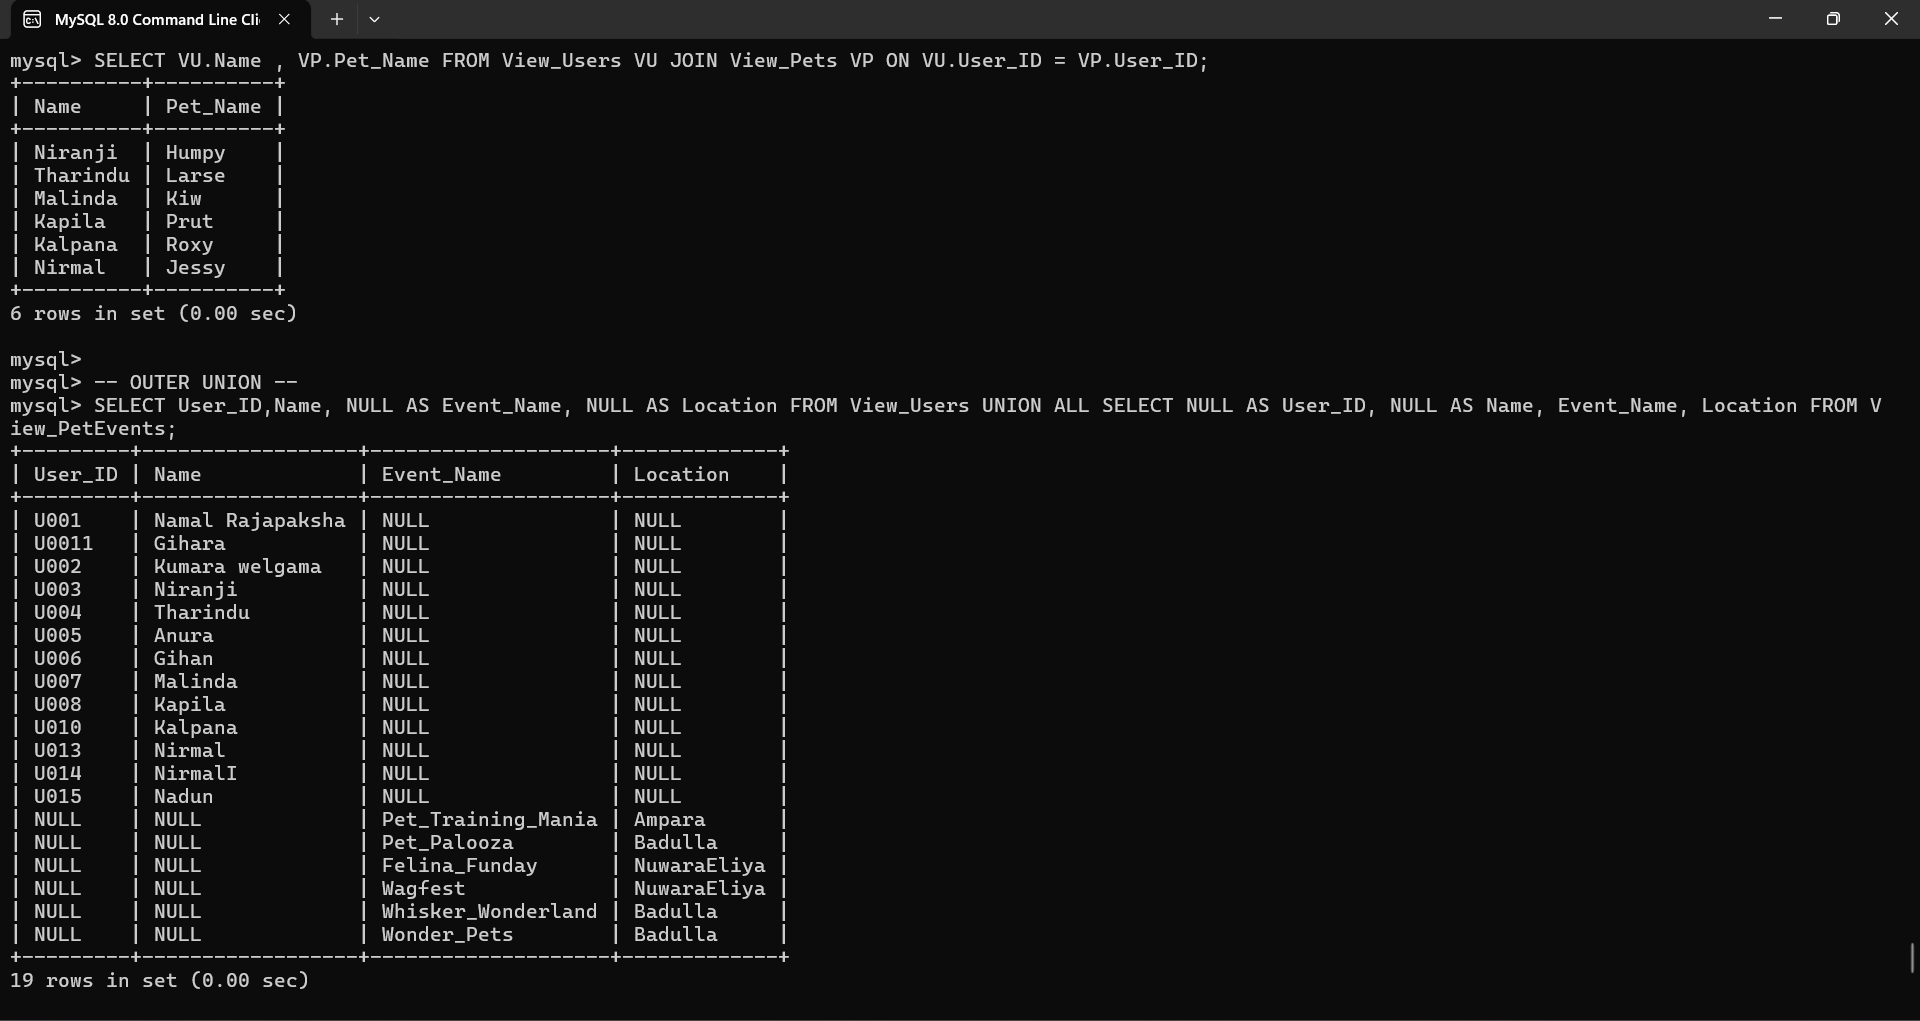 MySQL 8.0 Command Line Cli
mysql> SELECT VU.Name , VP.Pet_Name FROM View_Users VU JOIN View_Pets VP ON VU.User_ID = VP.User_ID;
+----------+----------+
| Name     | Pet_Name |
+----------+----------+
| Niranji  | Humpy    |
| Tharindu | Larse    |
| Malinda  | Kiw      |
| Kapila   | Prut     |
| Kalpana  | Roxy     |
| Nirmal   | Jessy    |
+----------+----------+
6 rows in set (0.00 sec)
mysql>
mysql> -- OUTER UNION --
mysql> SELECT User_ID,Name, NULL AS Event_Name, NULL AS Location FROM View_Users UNION ALL SELECT NULL AS User_ID, NULL AS Name, Event_Name, Location FROM V
iew_PetEvents;
+---------+------------------+--------------------+-------------+
| User_ID | Name             | Event_Name         | Location    |
+---------+------------------+--------------------+-------------+
| U001    | Namal Rajapaksha | NULL               | NULL        |
| U0011   | Gihara           | NULL               | NULL        |
| U002    | Kumara welgama   | NULL               | NULL        |
| U003    | Niranji          | NULL               | NULL        |
| U004    | Tharindu         | NULL               | NULL        |
| U005    | Anura            | NULL               | NULL        |
| U006    | Gihan            | NULL               | NULL        |
| U007    | Malinda          | NULL               | NULL        |
| U008    | Kapila           | NULL               | NULL        |
| U010    | Kalpana          | NULL               | NULL        |
| U013    | Nirmal           | NULL               | NULL        |
| U014    | NirmalI          | NULL               | NULL        |
| U015    | Nadun            | NULL               | NULL        |
| NULL    | NULL             | Pet_Training_Mania | Ampara      |
| NULL    | NULL             | Pet_Palooza        | Badulla     |
| NULL    | NULL             | Felina_Funday      | NuwaraEliya |
| NULL    | NULL             | Wagfest            | NuwaraEliya |
| NULL    | NULL             | Whisker_Wonderland | Badulla     |
| NULL    | NULL             | Wonder_Pets        | Badulla     |
+---------+------------------+--------------------+-------------+
19 rows in set (0.00 sec)